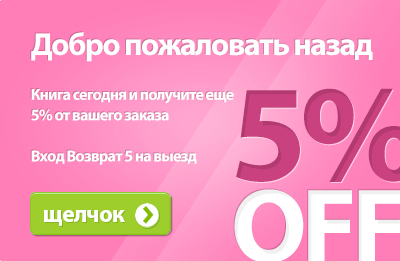 Добро пожаловать назад
Книга сегодня и получите еще
5% от вашего заказа
Вход Возврат 5 на выезд
щелчок
5%
OFF